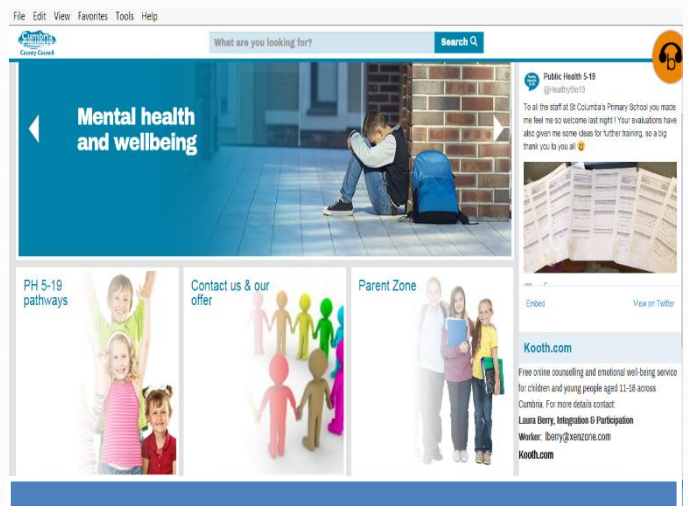 File Edit View Favorites Tools Help
Cumbria
County Council
What are you looking for?
Search
Mental health
and wellbeing
PH 5-19
pathways
Contact us & our
offer
Parent Zone
Public Health 5-19
@Healthy5to19
To all the staff at St Columba's Primary School you made
me feel me so welcome last night ! Your evaluations have
also given me some ideas for further training, so a big
thank you to you all
Embed
View on Twitter
Kooth.com
Free online counselling and emotional well-being service
for children and young people aged 11-18 across
Cumbria. For more details contact:
Laura Berry, Integration & Participation
Worker: lberry@xenzone.com
Kooth.com